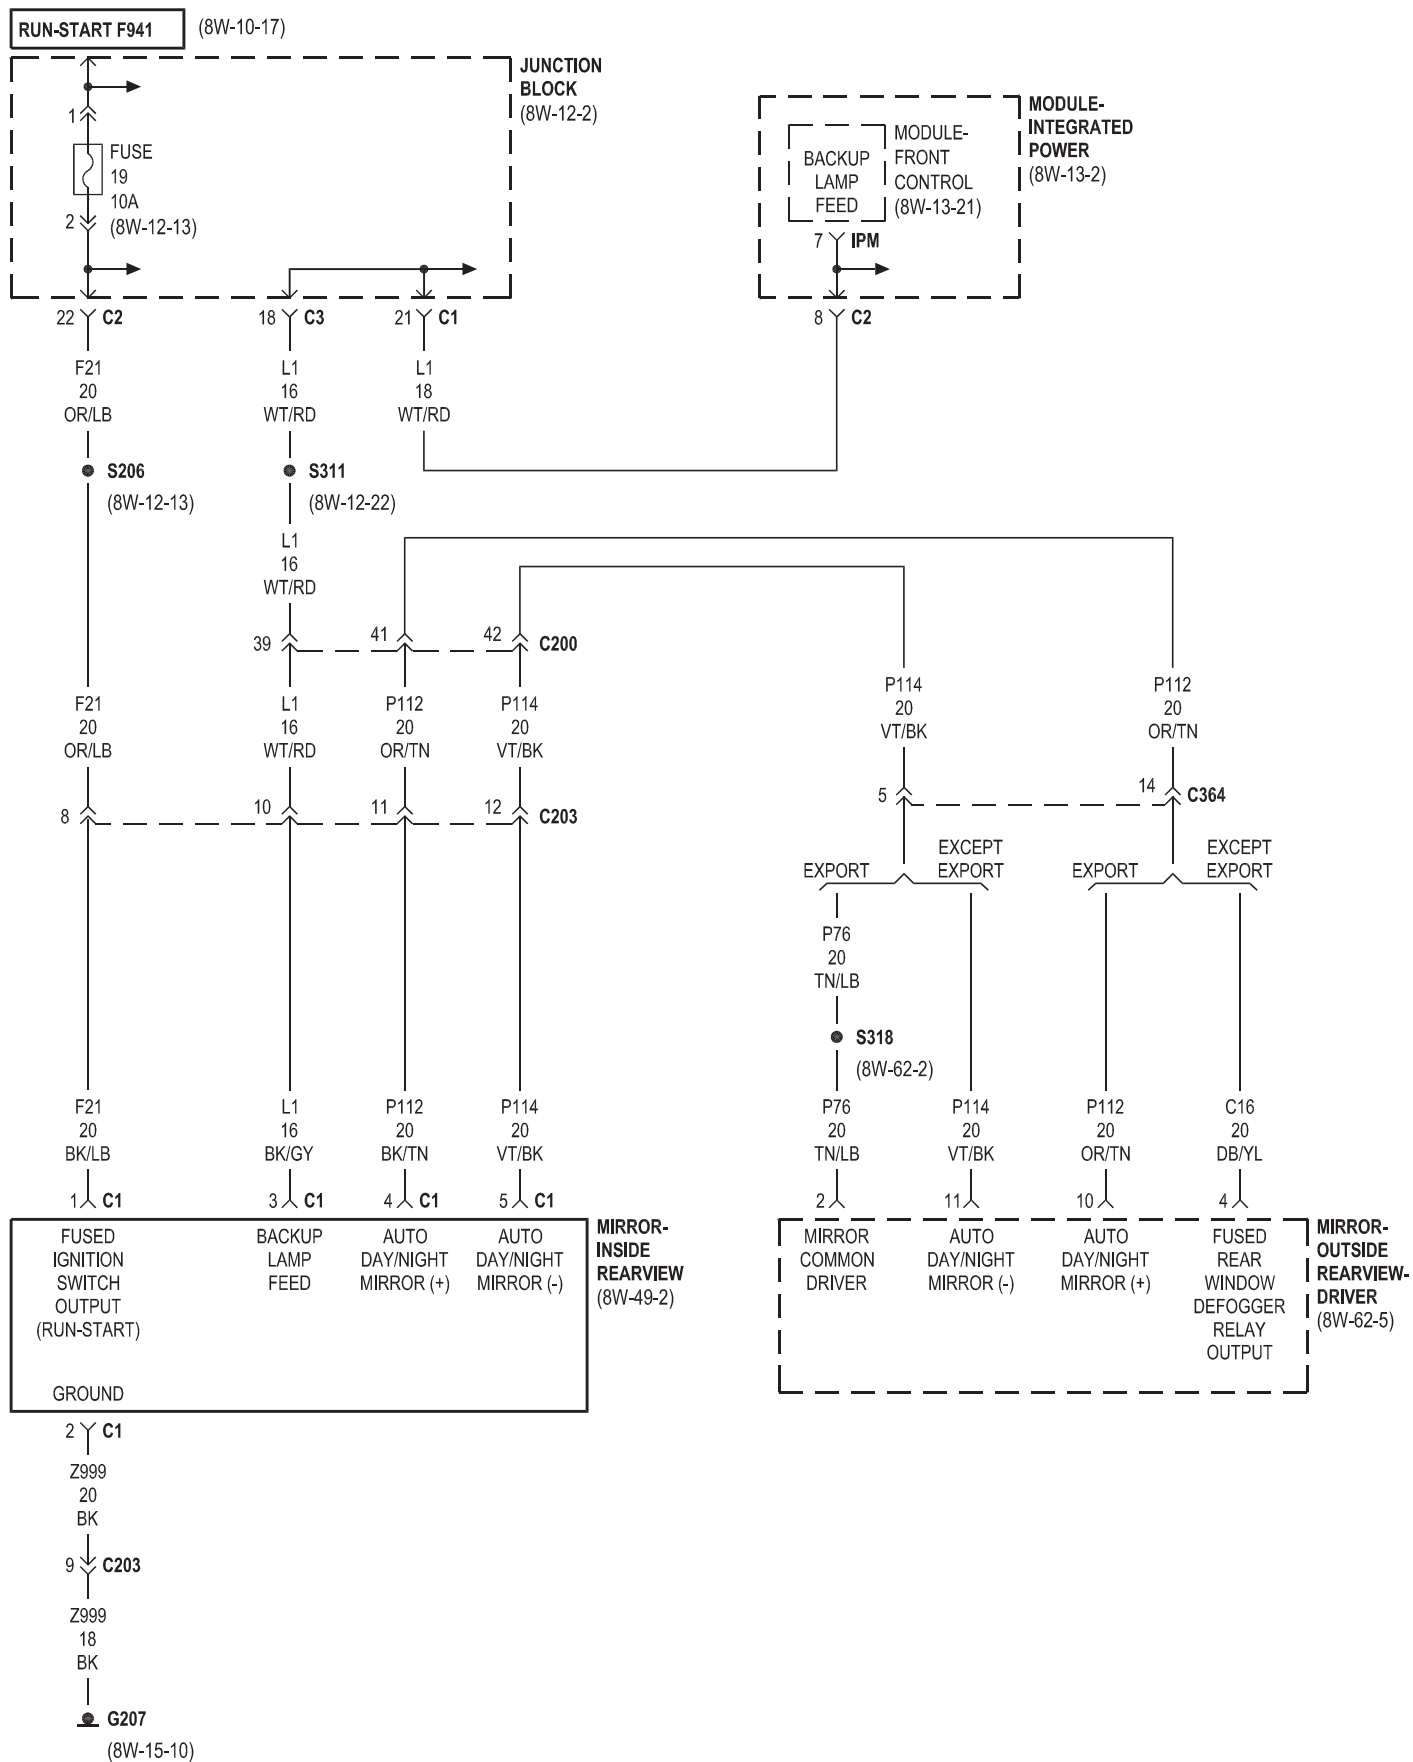 RUN-START F941
(8W-10-17)
JUNCTION
BLOCK
(8W-12-2)
1
FUSE
19
10A
(8W-12-13)
2
MODULE-
INTEGRATED
POWER
(8W-13-2)
BACKUP
LAMP
FEED
MODULE-
FRONT
CONTROL
(8W-13-21)
7 IPM
22 C2
18 C3
21 C1
8 C2
F21
20
OR/LB
L1
16
WT/RD
L1
18
WT/RD
S206
(8W-12-13)
S311
(8W-12-22)
L1
16
WT/RD
39
41
42
C200
F21
20
OR/LB
L1
16
WT/RD
P112
20
OR/TN
P114
20
VT/BK
P114
20
VT/BK
P112
20
OR/TN
8
10
11
12
C203
5
14
C364
EXPORT
EXCEPT
EXPORT
EXPORT
EXCEPT
EXPORT
P76
20
TN/LB
S318
(8W-62-2)
F21
20
BK/LB
L1
16
BK/GY
P112
20
BK/TN
P114
20
VT/BK
P76
20
TN/LB
P114
20
VT/BK
P112
20
OR/TN
C16
20
DB/YL
1 C1
3 C1
4 C1
5 C1
2
11
10
4
FUSED
IGNITION
SWITCH
OUTPUT
(RUN-START)
BACKUP
LAMP
FEED
AUTO
DAY/NIGHT
MIRROR (+)
AUTO
DAY/NIGHT
MIRROR (-)
MIRROR-
INSIDE
REARVIEW
(8W-49-2)
MIRROR
COMMON
DRIVER
AUTO
DAY/NIGHT
MIRROR (-)
AUTO
DAY/NIGHT
MIRROR (+)
FUSED
REAR
WINDOW
DEFOGGER
RELAY
OUTPUT
MIRROR-
OUTSIDE
REARVIEW-
DRIVER
(8W-62-5)
GROUND
2 C1
Z999
20
BK
9 C203
Z999
18
BK
G207
(8W-15-10)